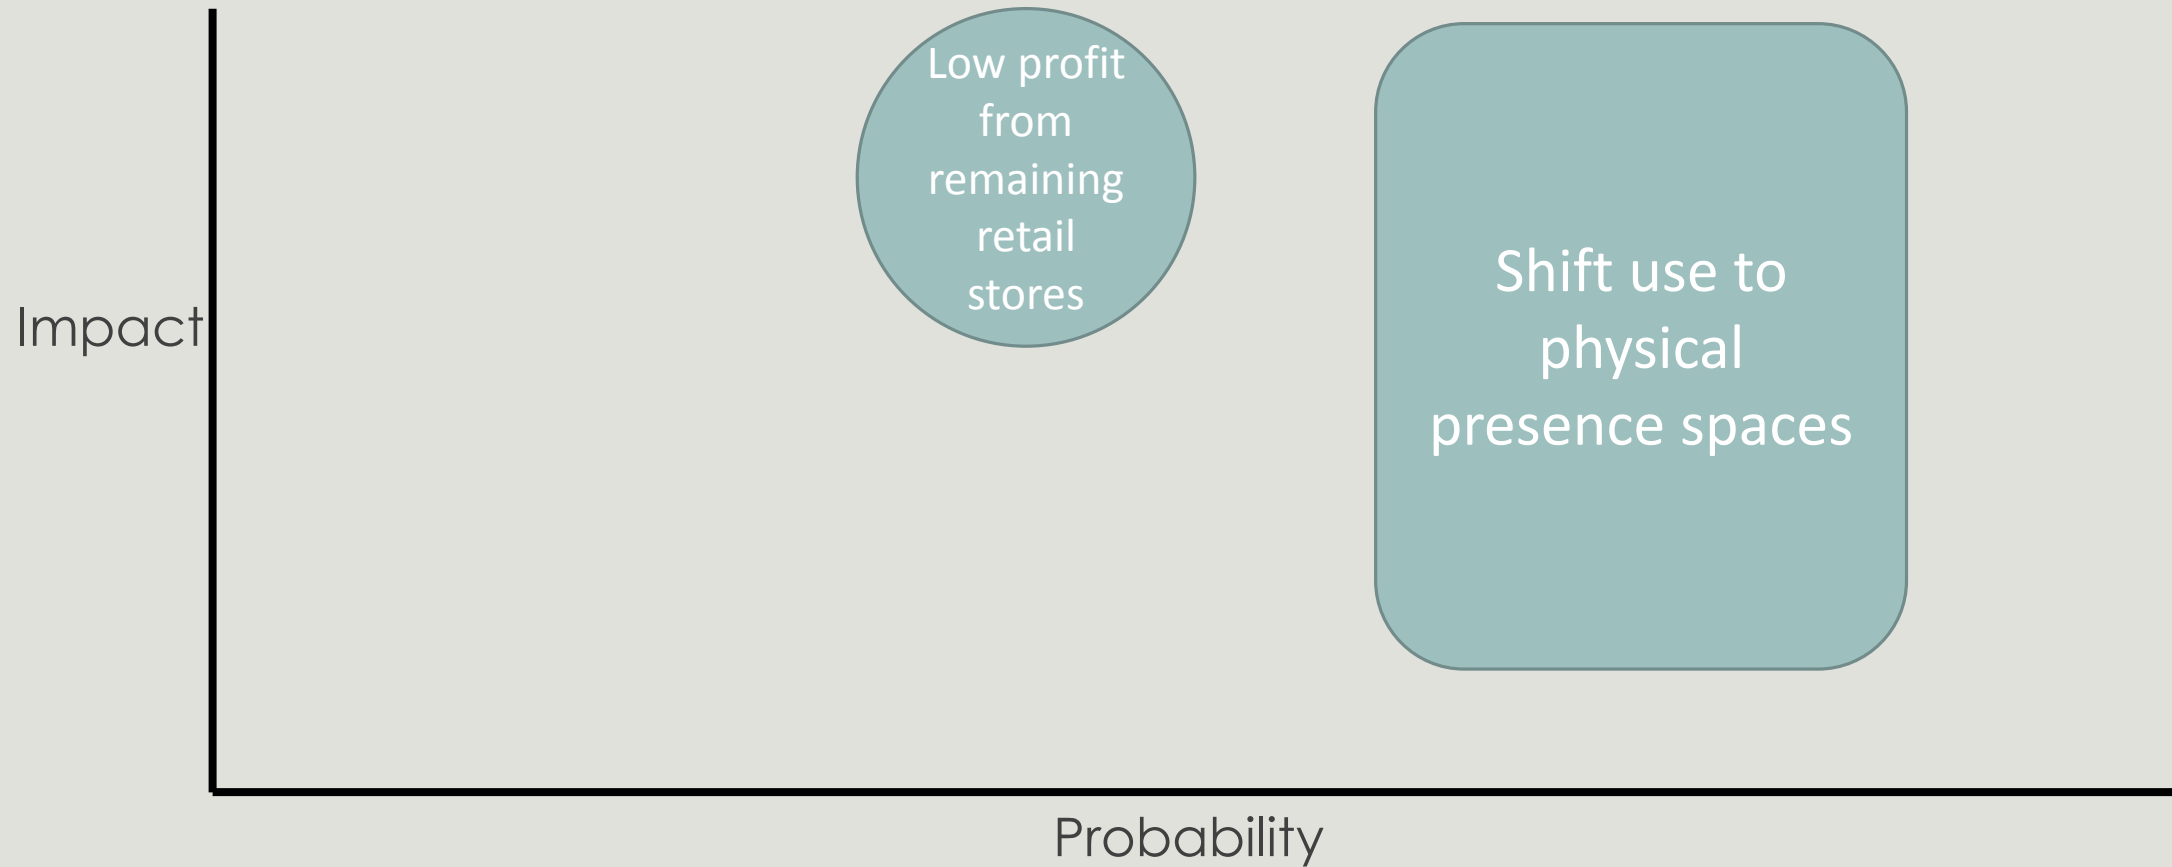 Low profit
from
remaining
retail
stores
Impact
Shift use to
physical
presence spaces
Probability